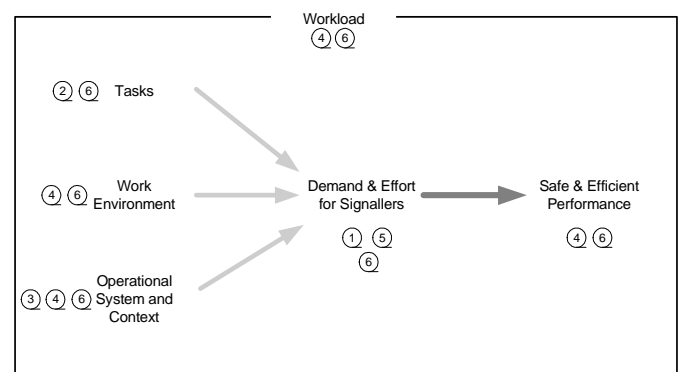 Workload
4 6
2 6 Tasks
4 6 Work
Environment
Demand & Effort
for Signallers
1 5
6
Safe & Efficient
Performance
4 6
3 4 6 Operational
System and
Context